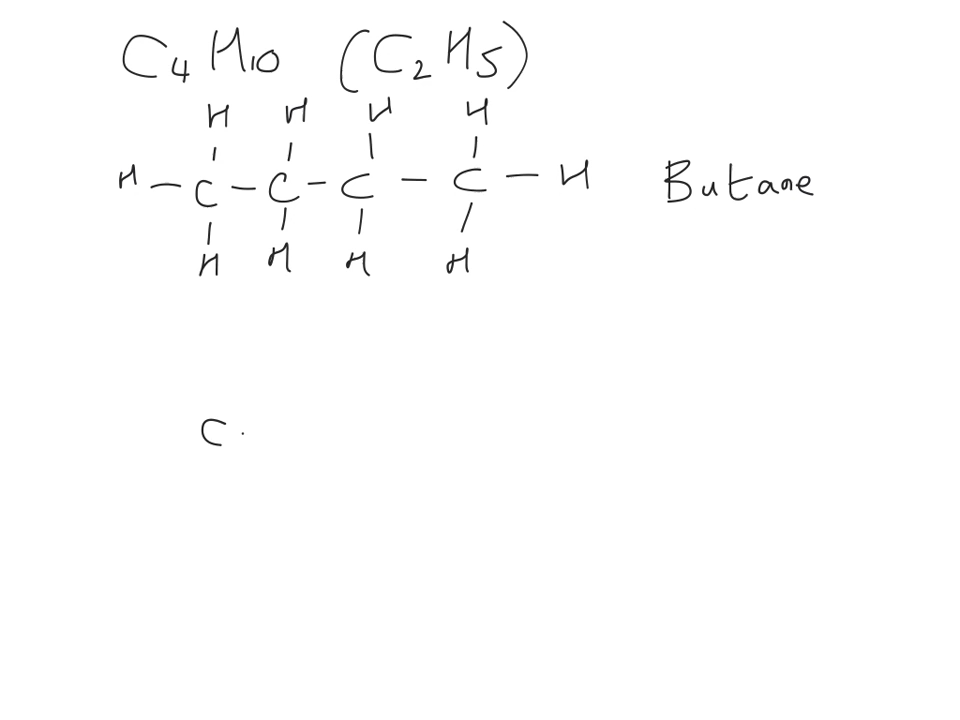 C₄H₁₀ (C₂H₅)
H H H H
H – C – C – C – C – H Butane
H H H H
C